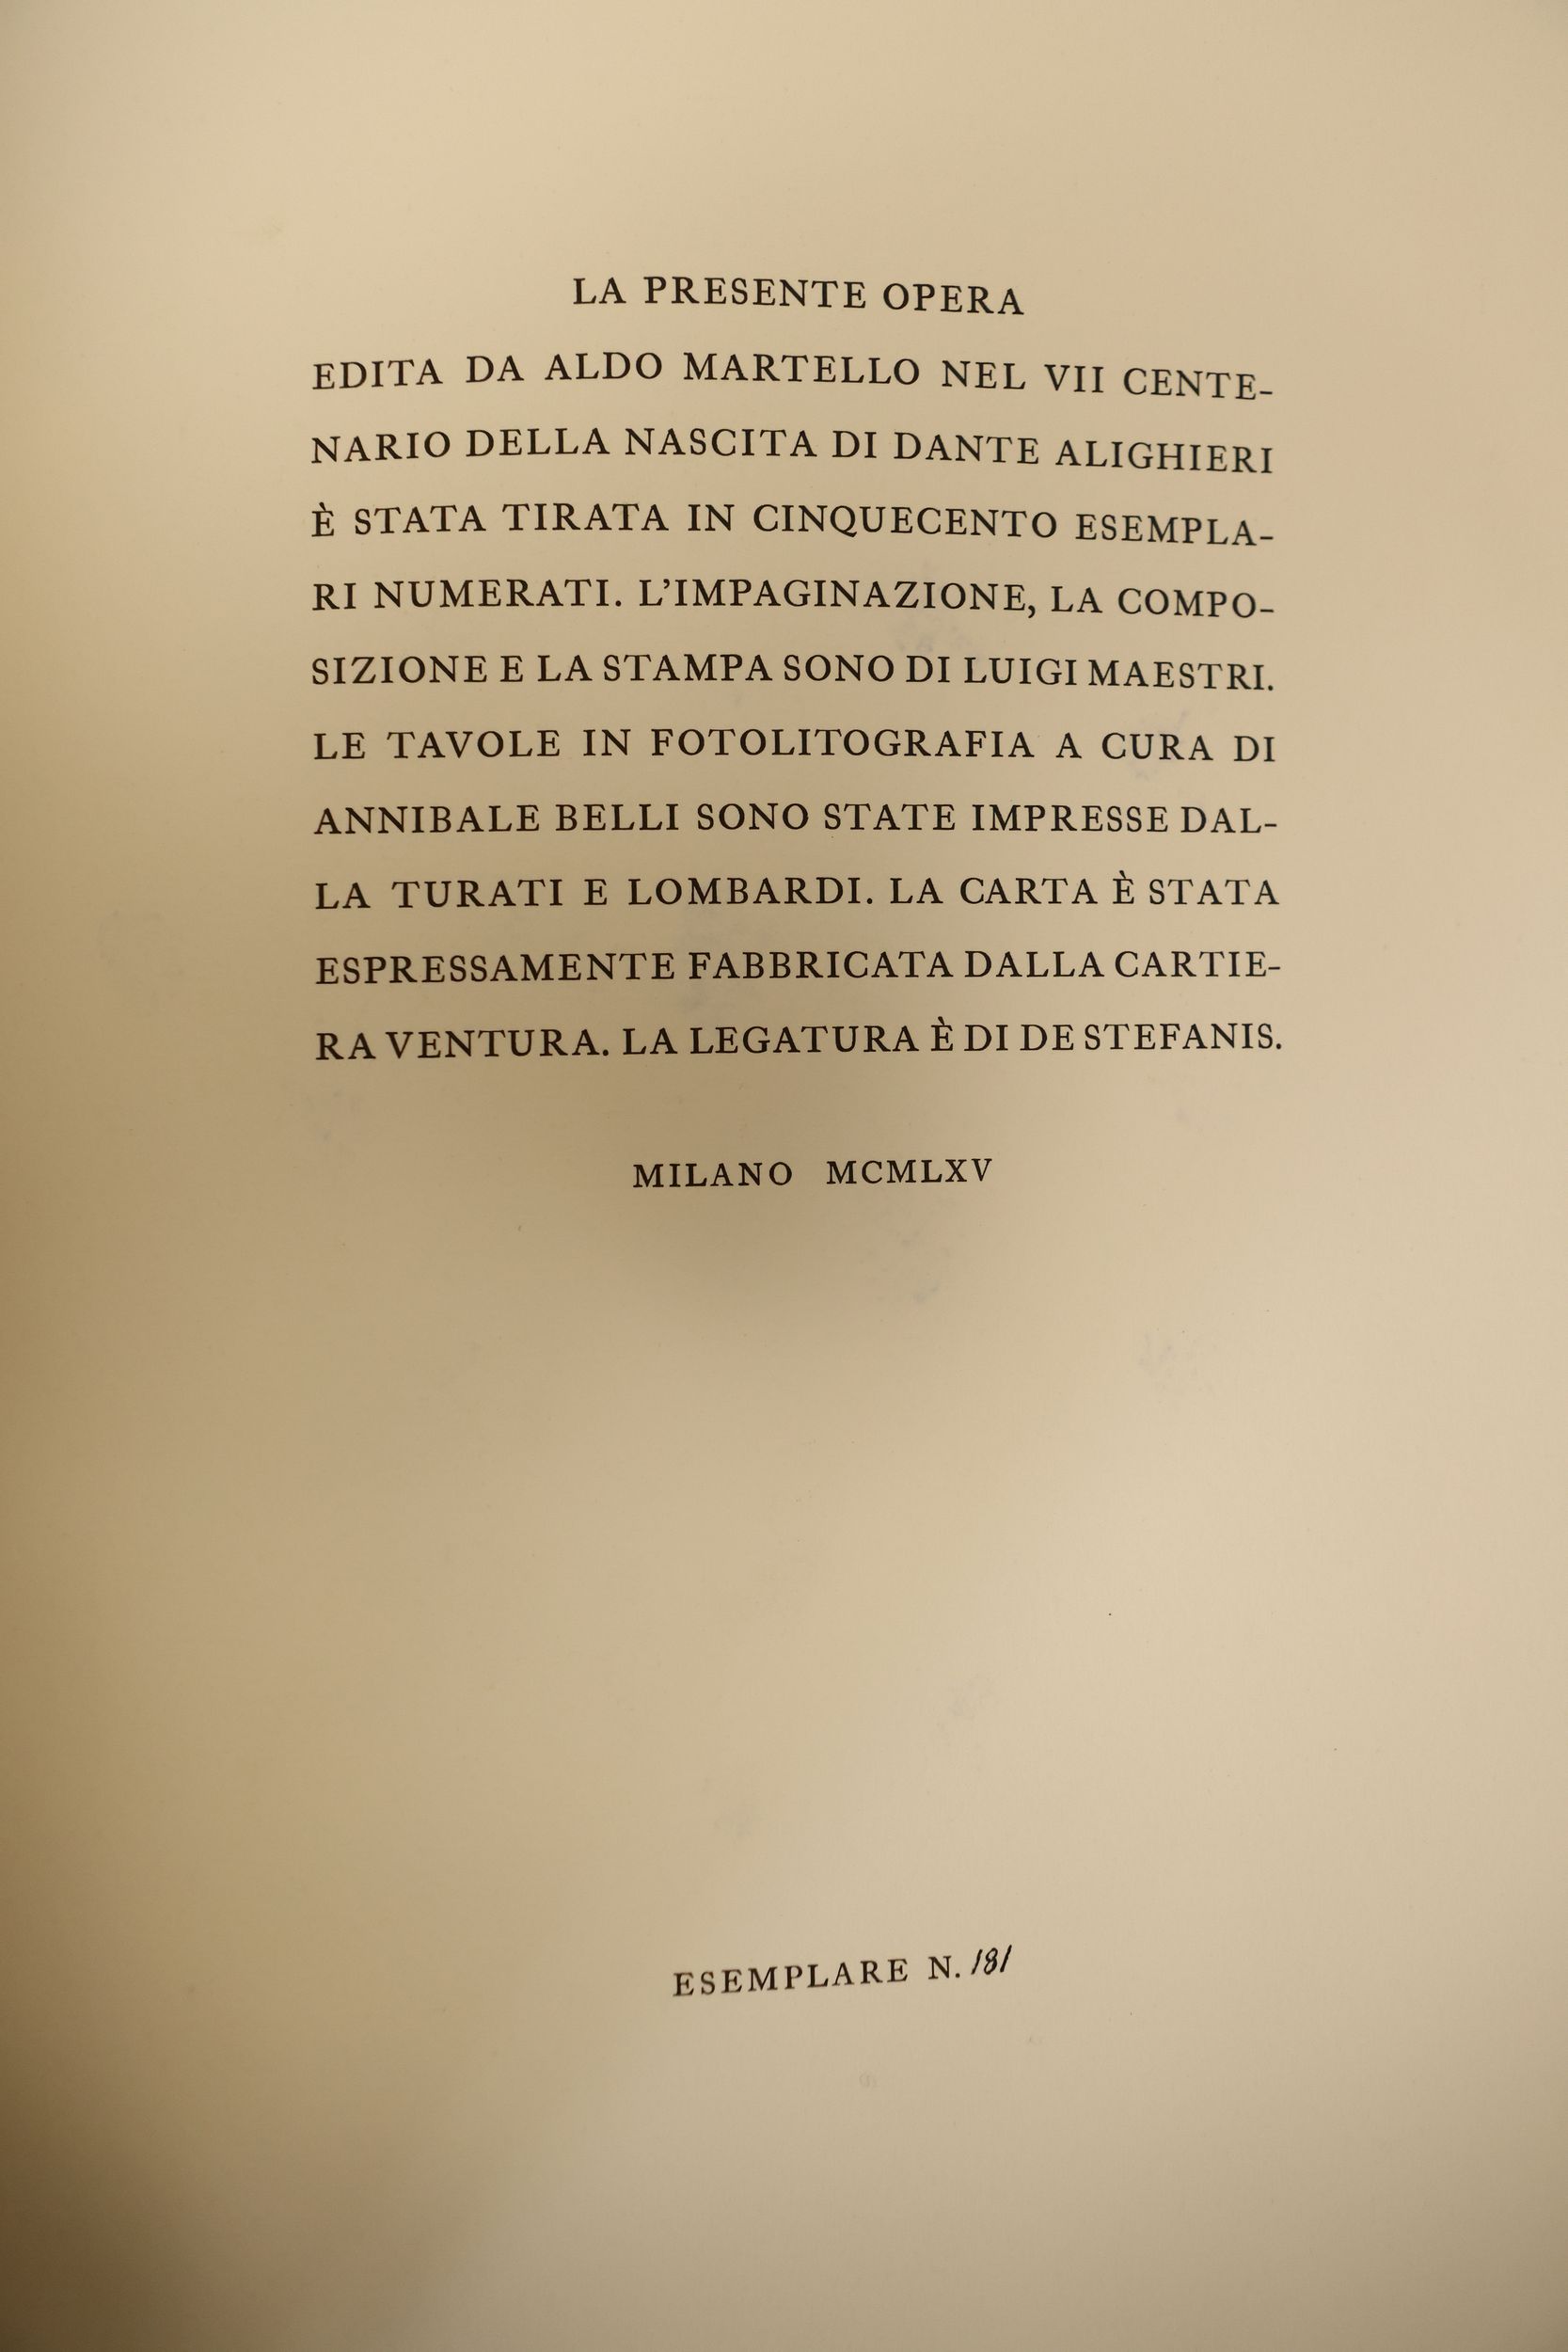 LA PRESENTE OPERA
EDITA DA ALDO MARTELLO NEL VII CENTE-
NARIO DELLA NASCITA DI DANTE ALIGHIERI
È STATA TIRATA IN CINQUECENTO ESEMPLA-
RI NUMERATI. L'IMPAGINAZIONE, LA COMPO-
SIZIONE E LA STAMPA SONO DI LUIGI MAESTRI.
LE TAVOLE IN FOTOLITOGRAFIA A CURA DI
ANNIBALE BELLI SONO STATE IMPRESSE DAL-
LA TURATI E LOMBARDI. LA CARTA È STATA
ESPRESSAMENTE FABBRICATA DALLA CARTIE-
RA VENTURA. LA LEGATURA È DI DE STEFANIS.
MILANO MCMLXV
ESEMPLARE N. 181